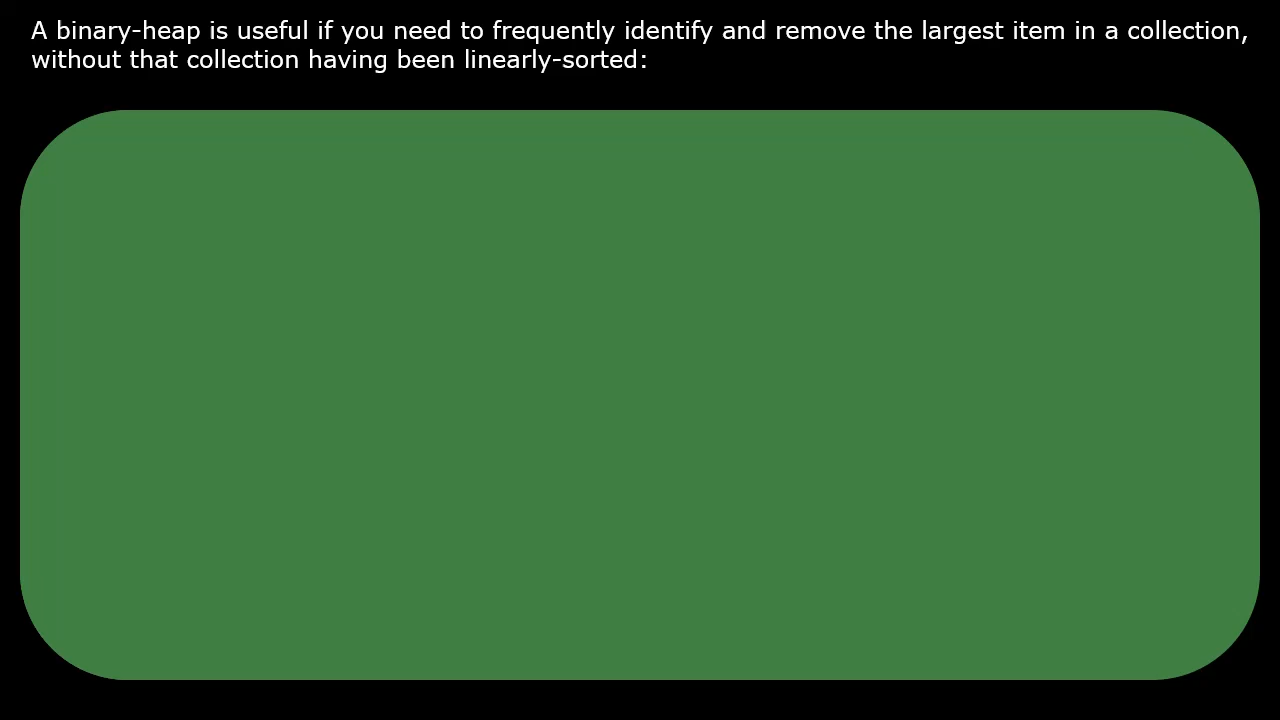 A binary-heap is useful if you need to frequently identify and remove the largest item in a collection,
without that collection having been linearly-sorted: